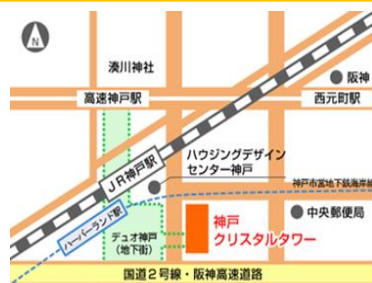 N
湊川神社
阪神
高速神戸駅
西元町駅
JR神戸駅
ハウジングデザイン
センター神戸
神戸市営地下鉄海岸線
ハーバーランド駅
中央郵便局
デュオ神戸
(地下街)
神戸
クリスタルタワー
国道2号線・阪神高速道路